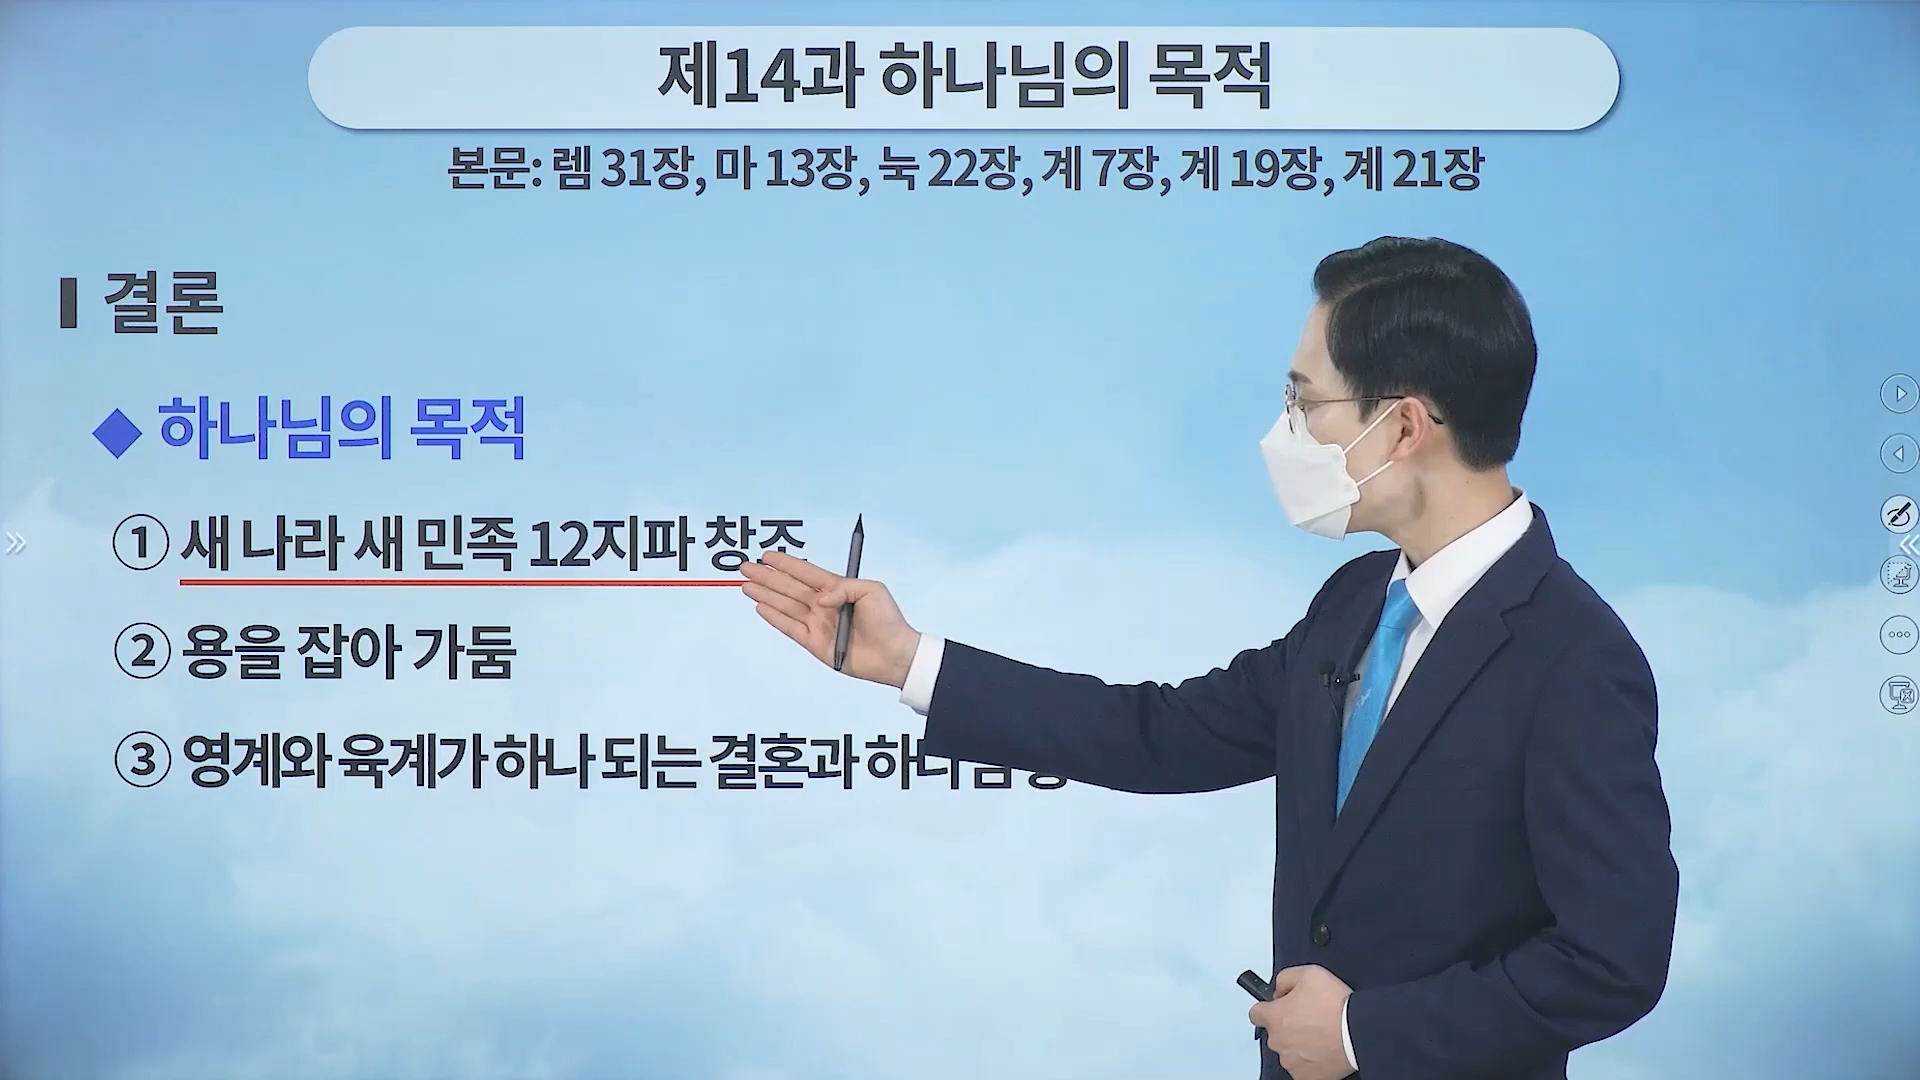 제14과 하나님의 목적
본문: 렘 31장, 마 13장, 눅 22장, 계 7장, 계 19장, 계 21장
결론
◆ 하나님의 목적
① 새 나라 새 민족 12지파 창조
② 용을 잡아 가둠
③ 영계와 육계가 하나 되는 결혼과 하나님